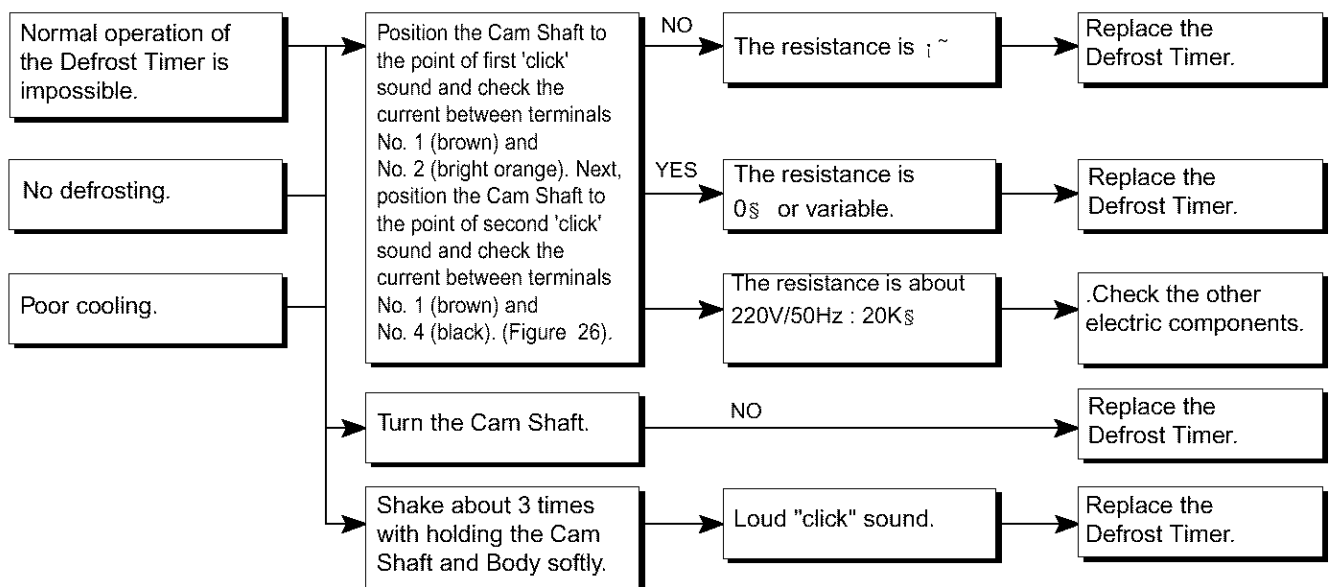 Normal operation of
the Defrost Timer is
impossible.
No defrosting.
Poor cooling.
Position the Cam Shaft to
the point of first 'click'
sound and check the
current between terminals
No. 1 (brown) and
No. 2 (bright orange). Next,
position the Cam Shaft to
the point of second 'click'
sound and check the
current between terminals
No. 1 (brown) and
No. 4 (black). (Figure 26).
NO
The resistance is ¡~
Replace the
Defrost Timer.
YES
The resistance is
0§ or variable.
Replace the
Defrost Timer.
The resistance is about
220V/50Hz : 20K§
.Check the other
electric components.
Turn the Cam Shaft.
NO
Replace the
Defrost Timer.
Shake about 3 times
with holding the Cam
Shaft and Body softly.
Loud "click" sound.
Replace the
Defrost Timer.